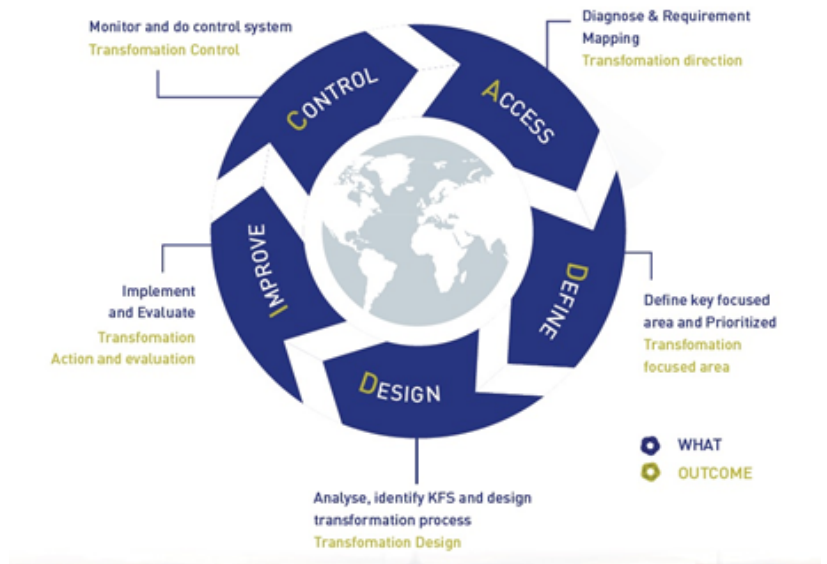 Monitor and do control system
Transfomation Control
Diagnose & Requirement
Mapping
Transfomation direction
CONTROL
ACCESS
IMPROVE
DEFINE
DESIGN
Implement
and Evaluate
Transfomation
Action and evaluation
Define key focused
area and Prioritized
Transfomation
focused area
WHAT
OUTCOME
Analyse, identify KFS and design
transformation process
Transfomation Design